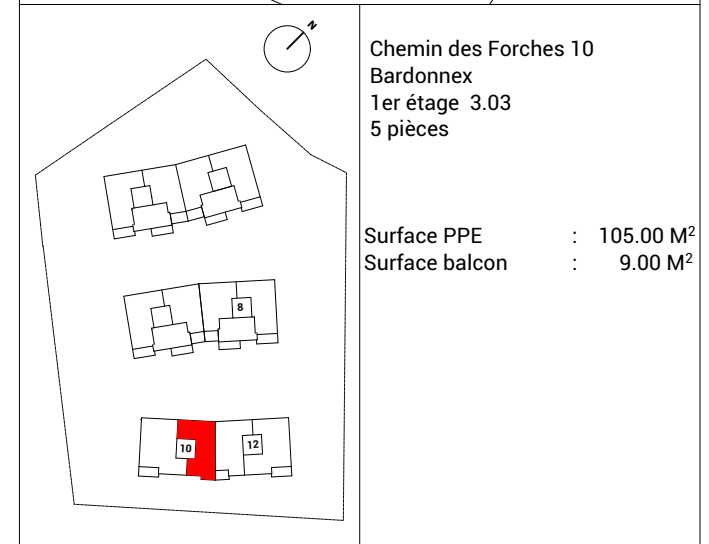 N
8
10
12
Chemin des Forches 10
Bardonnex
1er étage 3.03
5 pièces
Surface PPE : 105.00 M²
Surface balcon : 9.00 M²